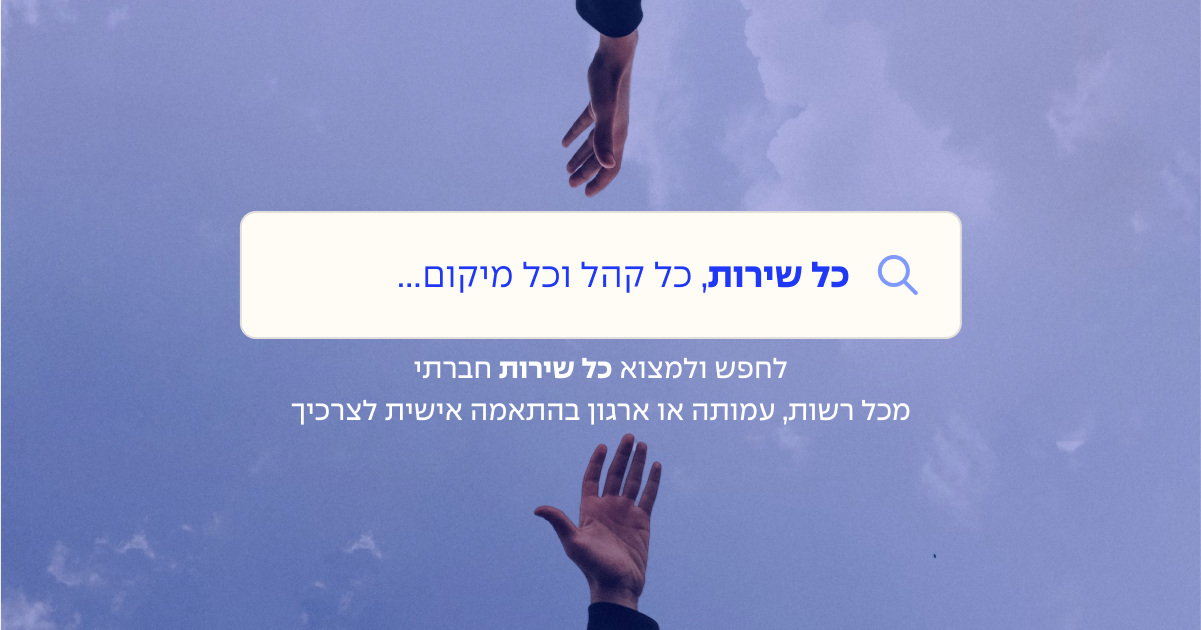 כל שירות, כל קהל וכל מיקום...
לחפש ולמצוא כל שירות חברתי
מכל רשות, עמותה או ארגון בהתאמה אישית לצרכיך